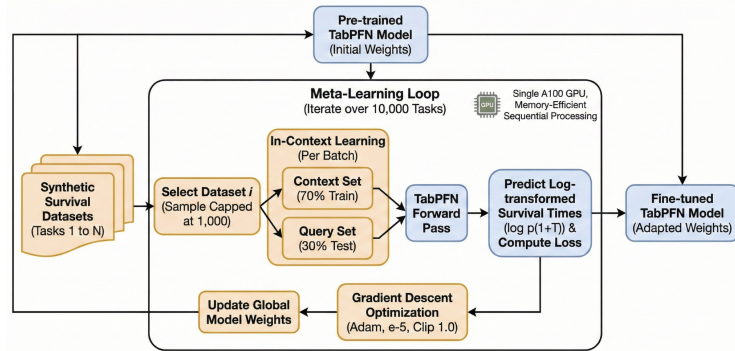 Pre-trained
TabPFN Model
(Initial Weights)
Meta-Learning Loop
(Iterate over 10,000 Tasks)
GPU
Single A100 GPU,
Memory-Efficient
Sequential Processing
Synthetic
Survival
Datasets
(Tasks 1 to N)
Select Dataset i
(Sample Capped
at 1,000)
In-Context Learning
(Per Batch)
Context Set
(70% Train)
Query Set
(30% Test)
TabPFN
Forward
Pass
Predict Log-
transformed
Survival Times
(log p(1+T)) &
Compute Loss
Fine-tuned
TabPFN Model
(Adapted Weights)
Update Global
Model Weights
Gradient Descent
Optimization
(Adam, e-5, Clip 1.0)